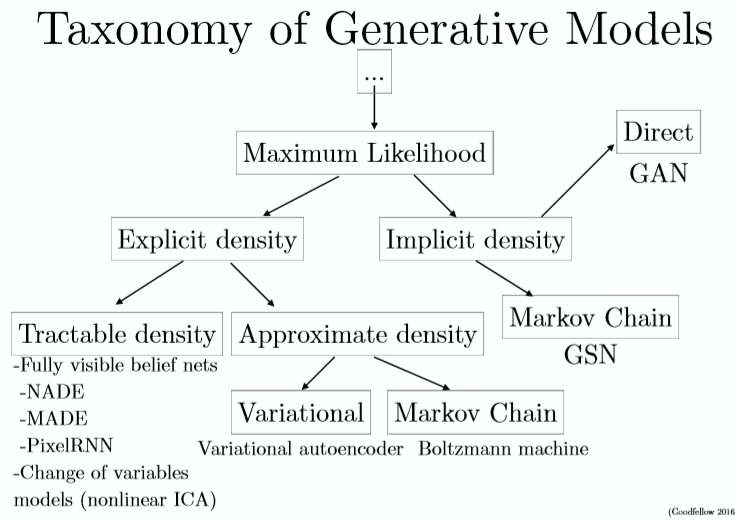 Taxonomy of Generative Models
...
Maximum Likelihood
Direct
GAN
Explicit density
Implicit density
Tractable density
-Fully visible belief nets
-NADE
-MADE
-PixelRNN
-Change of variables
models (nonlinear ICA)
Approximate density
Variational
Variational autoencoder
Markov Chain
Boltzmann machine
Markov Chain
GSN
(Goodfellow 2016